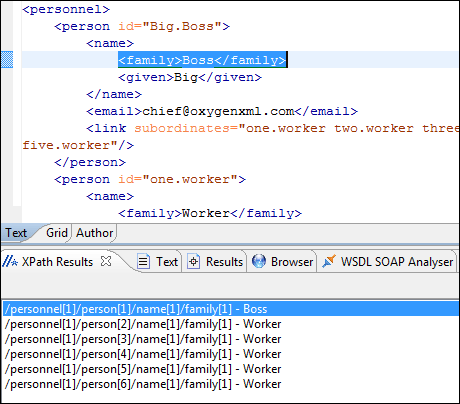 <personnel>
<person id="Big.Boss">
<name>
<family>Boss</family>
<given>Big</given>
</name>
<email>chief@oxygenxml.com</email>
<link subordinates="one.worker two.worker three
five.worker"/>
</person>
<person id="one.worker">
<name>
<family>Worker</family>
Text Grid Author
XPath Results Text Results Browser WSDL SOAP Analyser
/personnel[1]/person[1]/name[1]/family[1] - Boss
/personnel[1]/person[2]/name[1]/family[1] - Worker
/personnel[1]/person[3]/name[1]/family[1] - Worker
/personnel[1]/person[4]/name[1]/family[1] - Worker
/personnel[1]/person[5]/name[1]/family[1] - Worker
/personnel[1]/person[6]/name[1]/family[1] - Worker